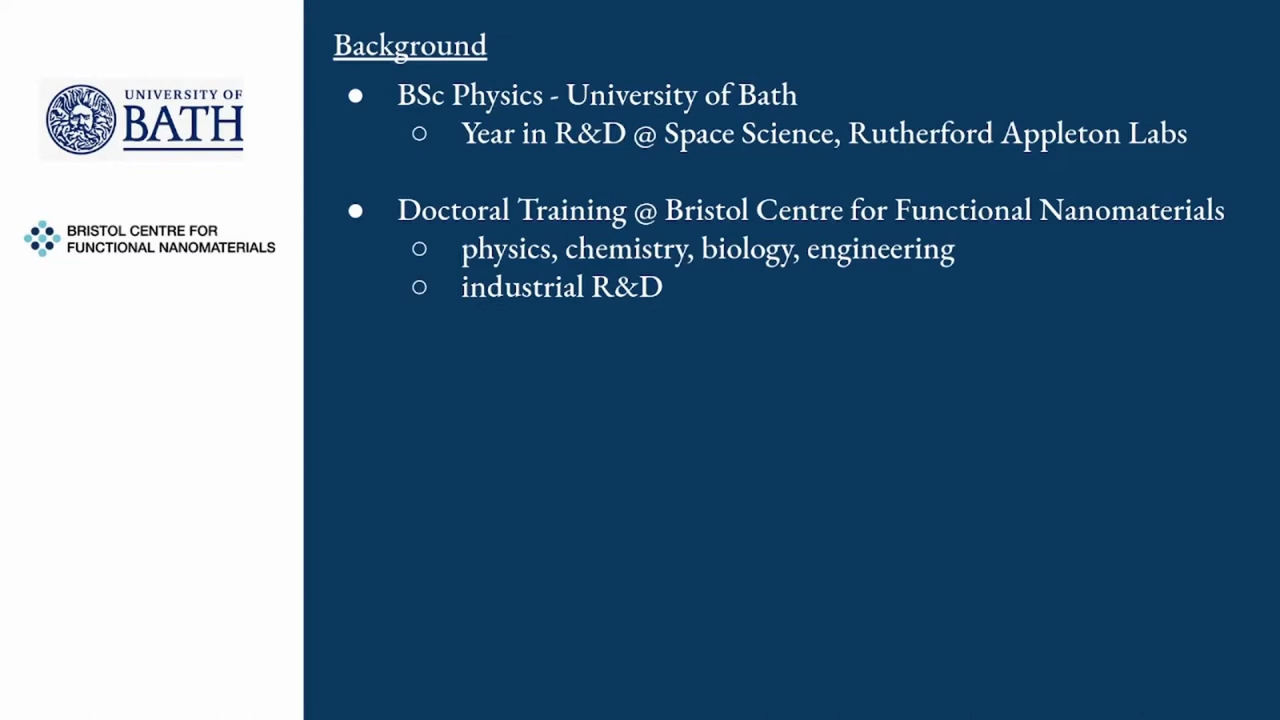 UNIVERSITY OF
BATH
BRISTOL CENTRE FOR
FUNCTIONAL NANOMATERIALS
Background
● BSc Physics - University of Bath
○ Year in R&D @ Space Science, Rutherford Appleton Labs
● Doctoral Training @ Bristol Centre for Functional Nanomaterials
○ physics, chemistry, biology, engineering
○ industrial R&D